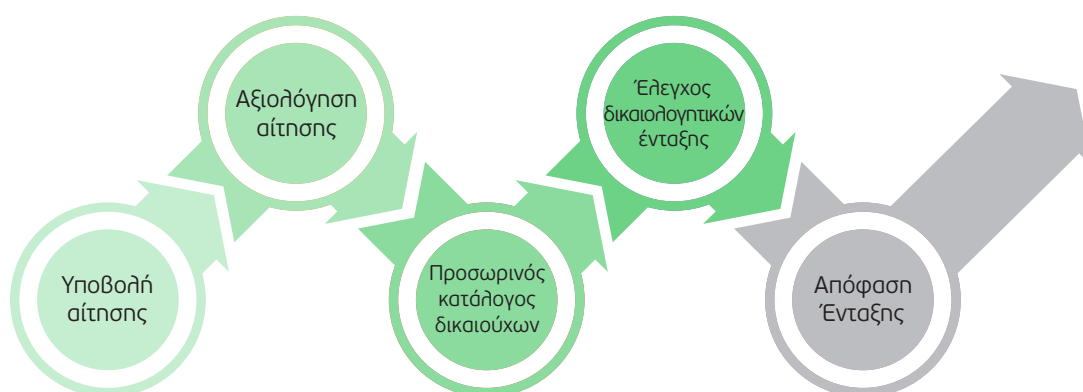 Υποβολή
αίτησης
Αξιολόγηση
αίτησης
Προσωρινός
κατάλογος
δικαιούχων
Έλεγχος
δικαιολογητικών
ένταξης
Απόφαση
Ένταξης